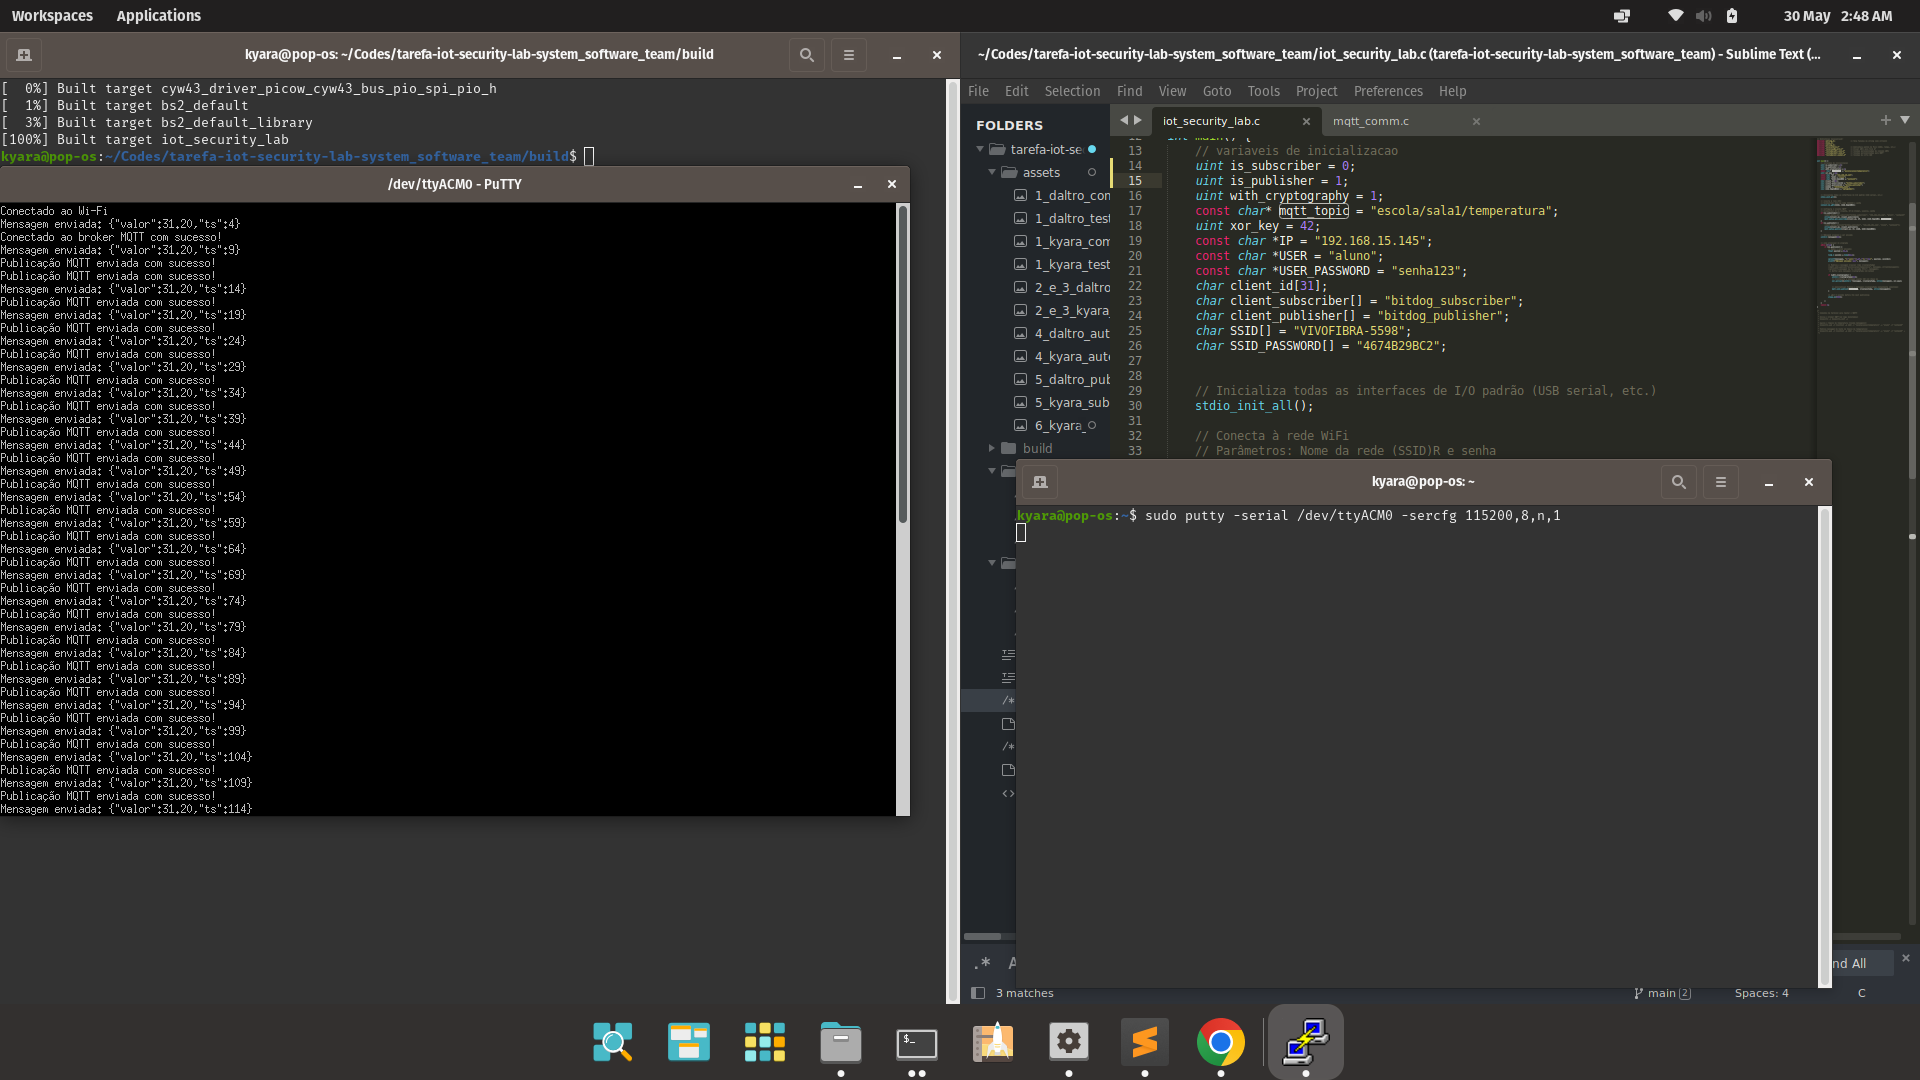 Workspaces Applications
30 May 2:48 AM
kyara@pop-os: ~/Codes/tarefa-iot-security-lab-system_software_team/build
[  0%] Built target cyw43_driver_picow_cyw43_bus_pio_spi_pio_h
[  1%] Built target bs2_default
[  3%] Built target bs2_default_library
[100%] Built target iot_security_lab
kyara@pop-os:~/Codes/tarefa-iot-security-lab-system_software_team/build$
/dev/ttyACM0 - PuTTY
Conectado ao Wi-Fi
Mensagem enviada: {"valor":31.20,"ts":4}
Conectado ao broker MQTT com sucesso!
Mensagem enviada: {"valor":31.20,"ts":9}
Publicação MQTT enviada com sucesso!
Publicação MQTT enviada com sucesso!
Mensagem enviada: {"valor":31.20,"ts":14}
Publicação MQTT enviada com sucesso!
Mensagem enviada: {"valor":31.20,"ts":19}
Publicação MQTT enviada com sucesso!
Mensagem enviada: {"valor":31.20,"ts":24}
Publicação MQTT enviada com sucesso!
Mensagem enviada: {"valor":31.20,"ts":29}
Publicação MQTT enviada com sucesso!
Mensagem enviada: {"valor":31.20,"ts":34}
Publicação MQTT enviada com sucesso!
Mensagem enviada: {"valor":31.20,"ts":39}
Publicação MQTT enviada com sucesso!
Mensagem enviada: {"valor":31.20,"ts":44}
Publicação MQTT enviada com sucesso!
Mensagem enviada: {"valor":31.20,"ts":49}
Publicação MQTT enviada com sucesso!
Mensagem enviada: {"valor":31.20,"ts":54}
Publicação MQTT enviada com sucesso!
Mensagem enviada: {"valor":31.20,"ts":59}
Publicação MQTT enviada com sucesso!
Mensagem enviada: {"valor":31.20,"ts":64}
Publicação MQTT enviada com sucesso!
Mensagem enviada: {"valor":31.20,"ts":69}
Publicação MQTT enviada com sucesso!
Mensagem enviada: {"valor":31.20,"ts":74}
Publicação MQTT enviada com sucesso!
Mensagem enviada: {"valor":31.20,"ts":79}
Publicação MQTT enviada com sucesso!
Mensagem enviada: {"valor":31.20,"ts":84}
Publicação MQTT enviada com sucesso!
Mensagem enviada: {"valor":31.20,"ts":89}
Publicação MQTT enviada com sucesso!
Mensagem enviada: {"valor":31.20,"ts":94}
Publicação MQTT enviada com sucesso!
Mensagem enviada: {"valor":31.20,"ts":99}
Publicação MQTT enviada com sucesso!
Mensagem enviada: {"valor":31.20,"ts":104}
Publicação MQTT enviada com sucesso!
Mensagem enviada: {"valor":31.20,"ts":109}
Publicação MQTT enviada com sucesso!
Mensagem enviada: {"valor":31.20,"ts":114}
~/Codes/tarefa-iot-security-lab-system_software_team/iot_security_lab.c (tarefa-iot-security-lab-system_software_team) - Sublime Text (...
File Edit Selection Find View Goto Tools Project Preferences Help
FOLDERS
tarefa-iot-se
assets
1_daltro_con
1_daltro_test
1_kyara_com
1_kyara_test
2_e_3_daltro
2_e_3_kyara_
4_daltro_aut
4_kyara_aute
5_daltro_pub
5_kyara_sub
6_kyara_
build
iot_security_lab.c mqtt_comm.c
13 // variaveis de inicializacao
14 uint is_subscriber = 0;
15 uint is_publisher = 1;
16 uint with_cryptography = 1;
17 const char* mqtt_topic = "escola/sala1/temperatura";
18 uint xor_key = 42;
19 const char *IP = "192.168.15.145";
20 const char *USER = "aluno";
21 const char *USER_PASSWORD = "senha123";
22 char client_id[31];
23 char client_subscriber[] = "bitdog_subscriber";
24 char client_publisher[] = "bitdog_publisher";
25 char SSID[] = "VIVOFIBRA-5598";
26 char SSID_PASSWORD[] = "4674B29BC2";
27
28
29 // Inicializa todas as interfaces de I/O padrão (USB serial, etc.)
30 stdio_init_all();
31
32 // Conecta à rede WiFi
33 // Parâmetros: Nome da rede (SSID)R e senha
kyara@pop-os: ~
kyara@pop-os:~$ sudo putty -serial /dev/ttyACM0 -sercfg 115200,8,n,1
.* A
nd All
3 matches
main 2
Spaces: 4
C